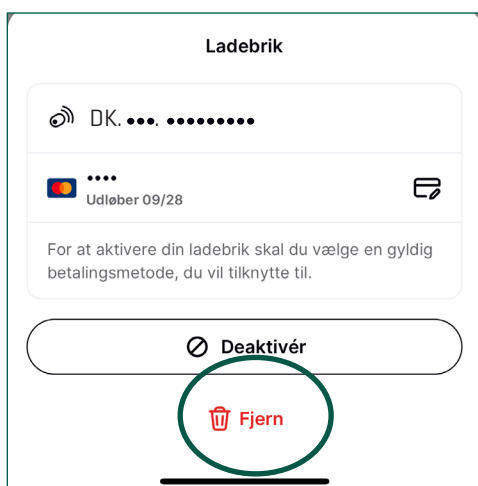 Ladebrik
DK. •••. •••••••••
••••
Udløber 09/28
For at aktivere din ladebrik skal du vælge en gyldig
betalingsmetode, du vil tilknytte til.
Deaktivér
Fjern